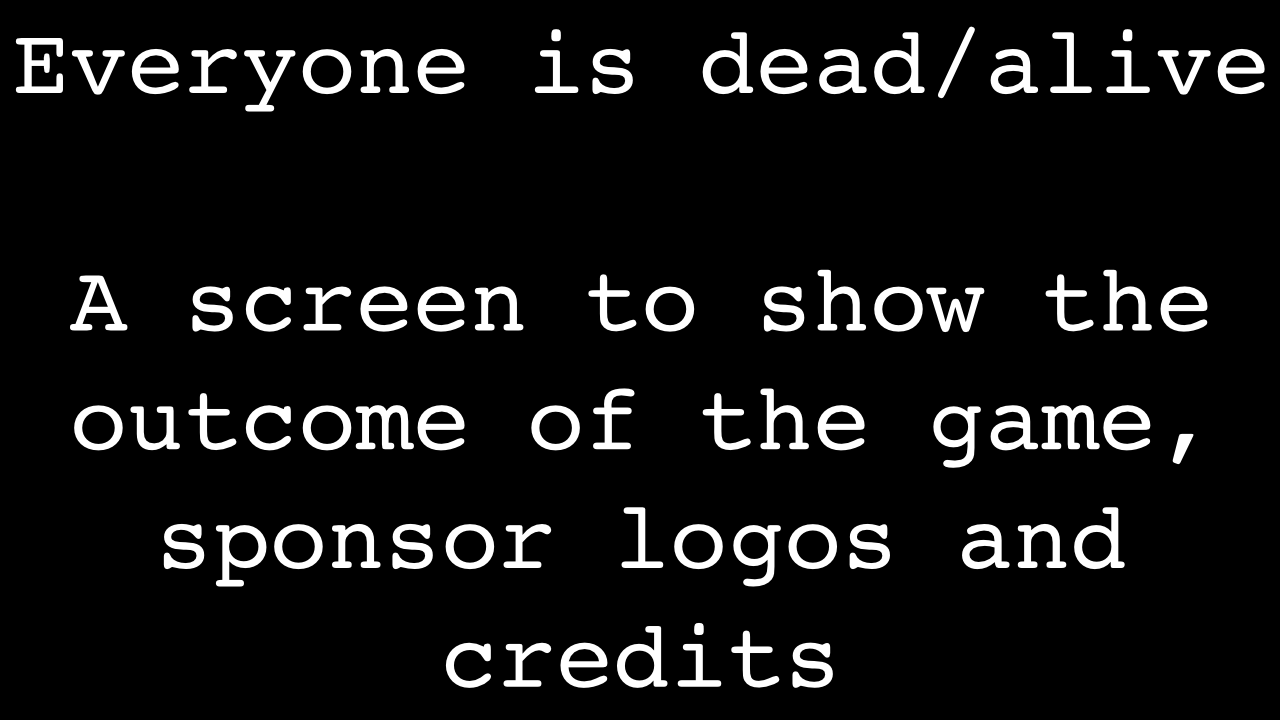 Everyone is dead/alive
A screen to show the
outcome of the game,
sponsor logos and
credits